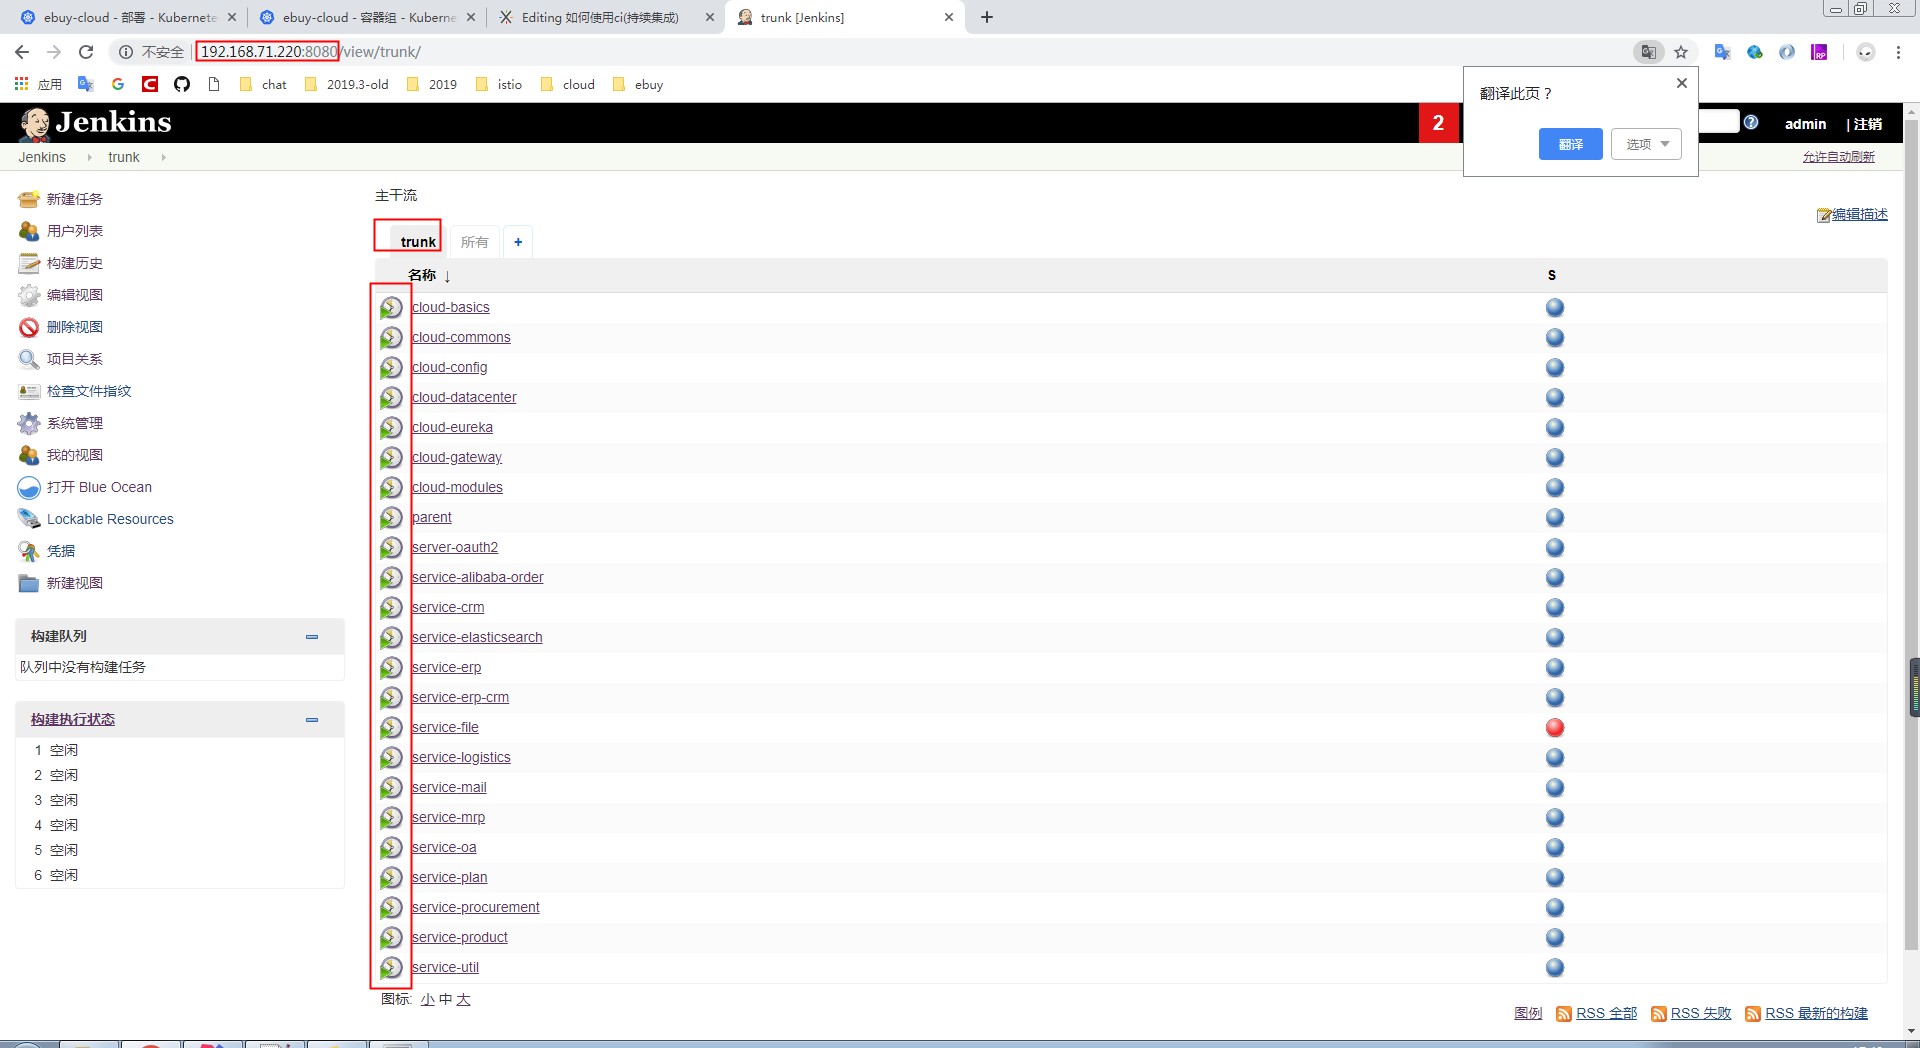 ebuy-cloud - 部署 - Kubernete
ebuy-cloud - 容器组 - Kuberne
Editing 如何使用ci(持续集成)
trunk [Jenkins]
不安全 192.168.71.220:8080/view/trunk/
应用 chat 2019.3-old 2019 istio cloud ebuy
翻译此页？
翻译 选项
Jenkins
2
admin | 注销
Jenkins trunk
允许自动刷新
新建任务
用户列表
构建历史
编辑视图
删除视图
项目关系
检查文件指纹
系统管理
我的视图
打开 Blue Ocean
Lockable Resources
凭据
新建视图
构建队列
队列中没有构建任务
构建执行状态
1 空闲
2 空闲
3 空闲
4 空闲
5 空闲
6 空闲
主干流
编辑描述
trunk 所有 +
名称 ↓ S
cloud-basics
cloud-commons
cloud-config
cloud-datacenter
cloud-eureka
cloud-gateway
cloud-modules
parent
server-oauth2
service-alibaba-order
service-crm
service-elasticsearch
service-erp
service-erp-crm
service-file
service-logistics
service-mail
service-mrp
service-oa
service-plan
service-procurement
service-product
service-util
图标: 小 中 大
图例 RSS 全部 RSS 失败 RSS 最新的构建